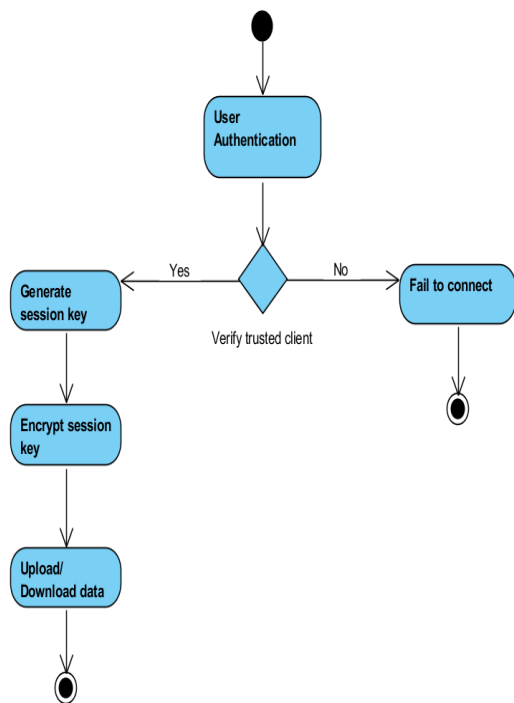 User
Authentication
Yes
No
Generate
session key
Fail to connect
Verify trusted client
Encrypt session
key
Upload/
Download data